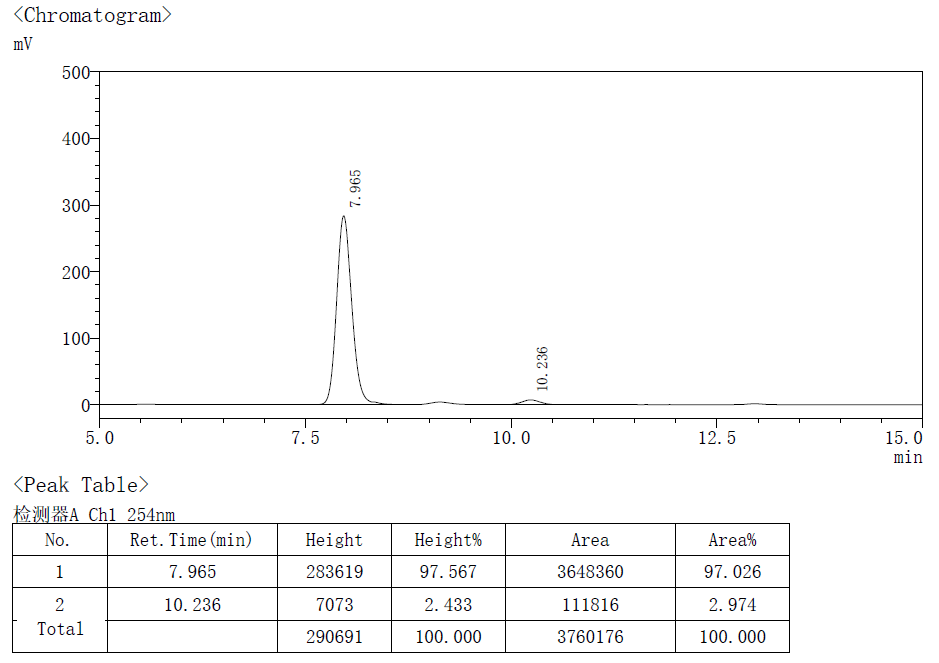 <Chromatogram>
mV
500
400
300
200
100
0
7.965
10.236
5.0 7.5 10.0 12.5 15.0
min
<Peak Table>
检测器A Ch1 254nm
No. Ret.Time(min) Height Height% Area Area%
1 7.965 283619 97.567 3648360 97.026
2 10.236 7073 2.433 111816 2.974
Total 290691 100.000 3760176 100.000